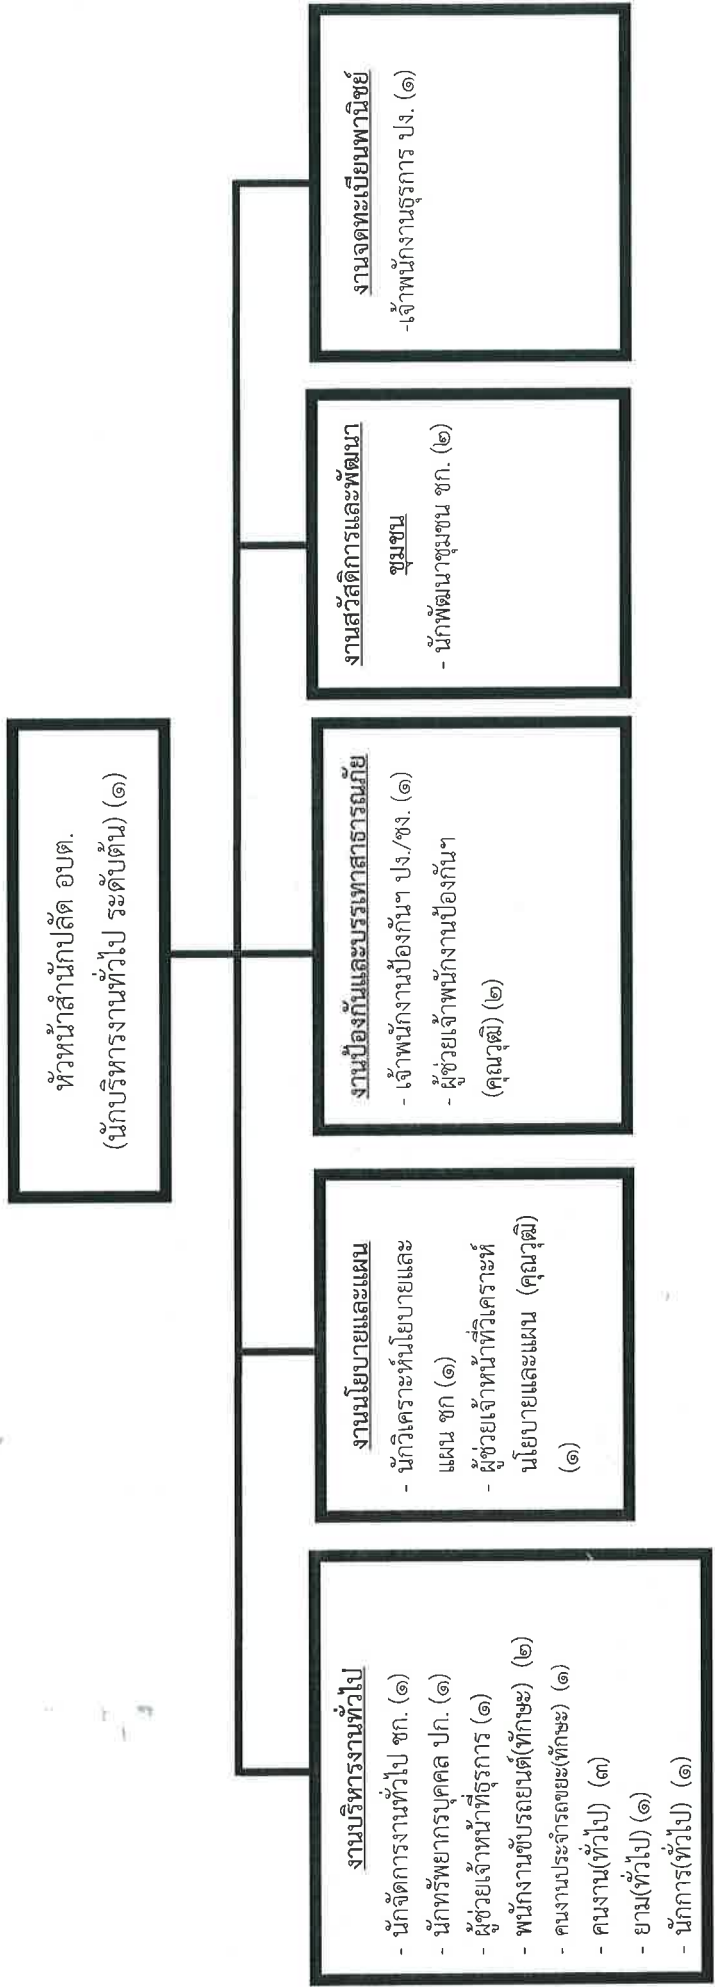 หัวหน้าสำนักปลัด อบต.
(นักบริหารงานทั่วไป ระดับต้น) (๑)
งานบริหารงานทั่วไป
- นักจัดการงานทั่วไป ชก. (๑)
- นักทรัพยากรบุคคล ปก. (๑)
- ผู้ช่วยเจ้าหน้าที่ธุรการ (๑)
- พนักงานขับรถยนต์(ทักษะ) (๒)
- คนงานประจำรถขยะ(ทักษะ) (๑)
- คนงาน(ทั่วไป) (๓)
- ยาม(ทั่วไป) (๑)
- นักการ(ทั่วไป) (๑)
งานนโยบายและแผน
- นักวิเคราะห์นโยบายและ
แผน ชก (๑)
- ผู้ช่วยเจ้าหน้าที่วิเคราะห์
นโยบายและแผน (คุณวุฒิ)
(๑)
งานป้องกันและบรรเทาสาธารณภัย
- เจ้าพนักงานป้องกันฯ ปง./ชง. (๑)
- ผู้ช่วยเจ้าพนักงานป้องกันฯ
(คุณวุฒิ) (๒)
งานสวัสดิการและพัฒนา
ชุมชน
- นักพัฒนาชุมชน ชก. (๒)
งานจดทะเบียนพานิชย์
-เจ้าพนักงานธุรการ ปง. (๑)